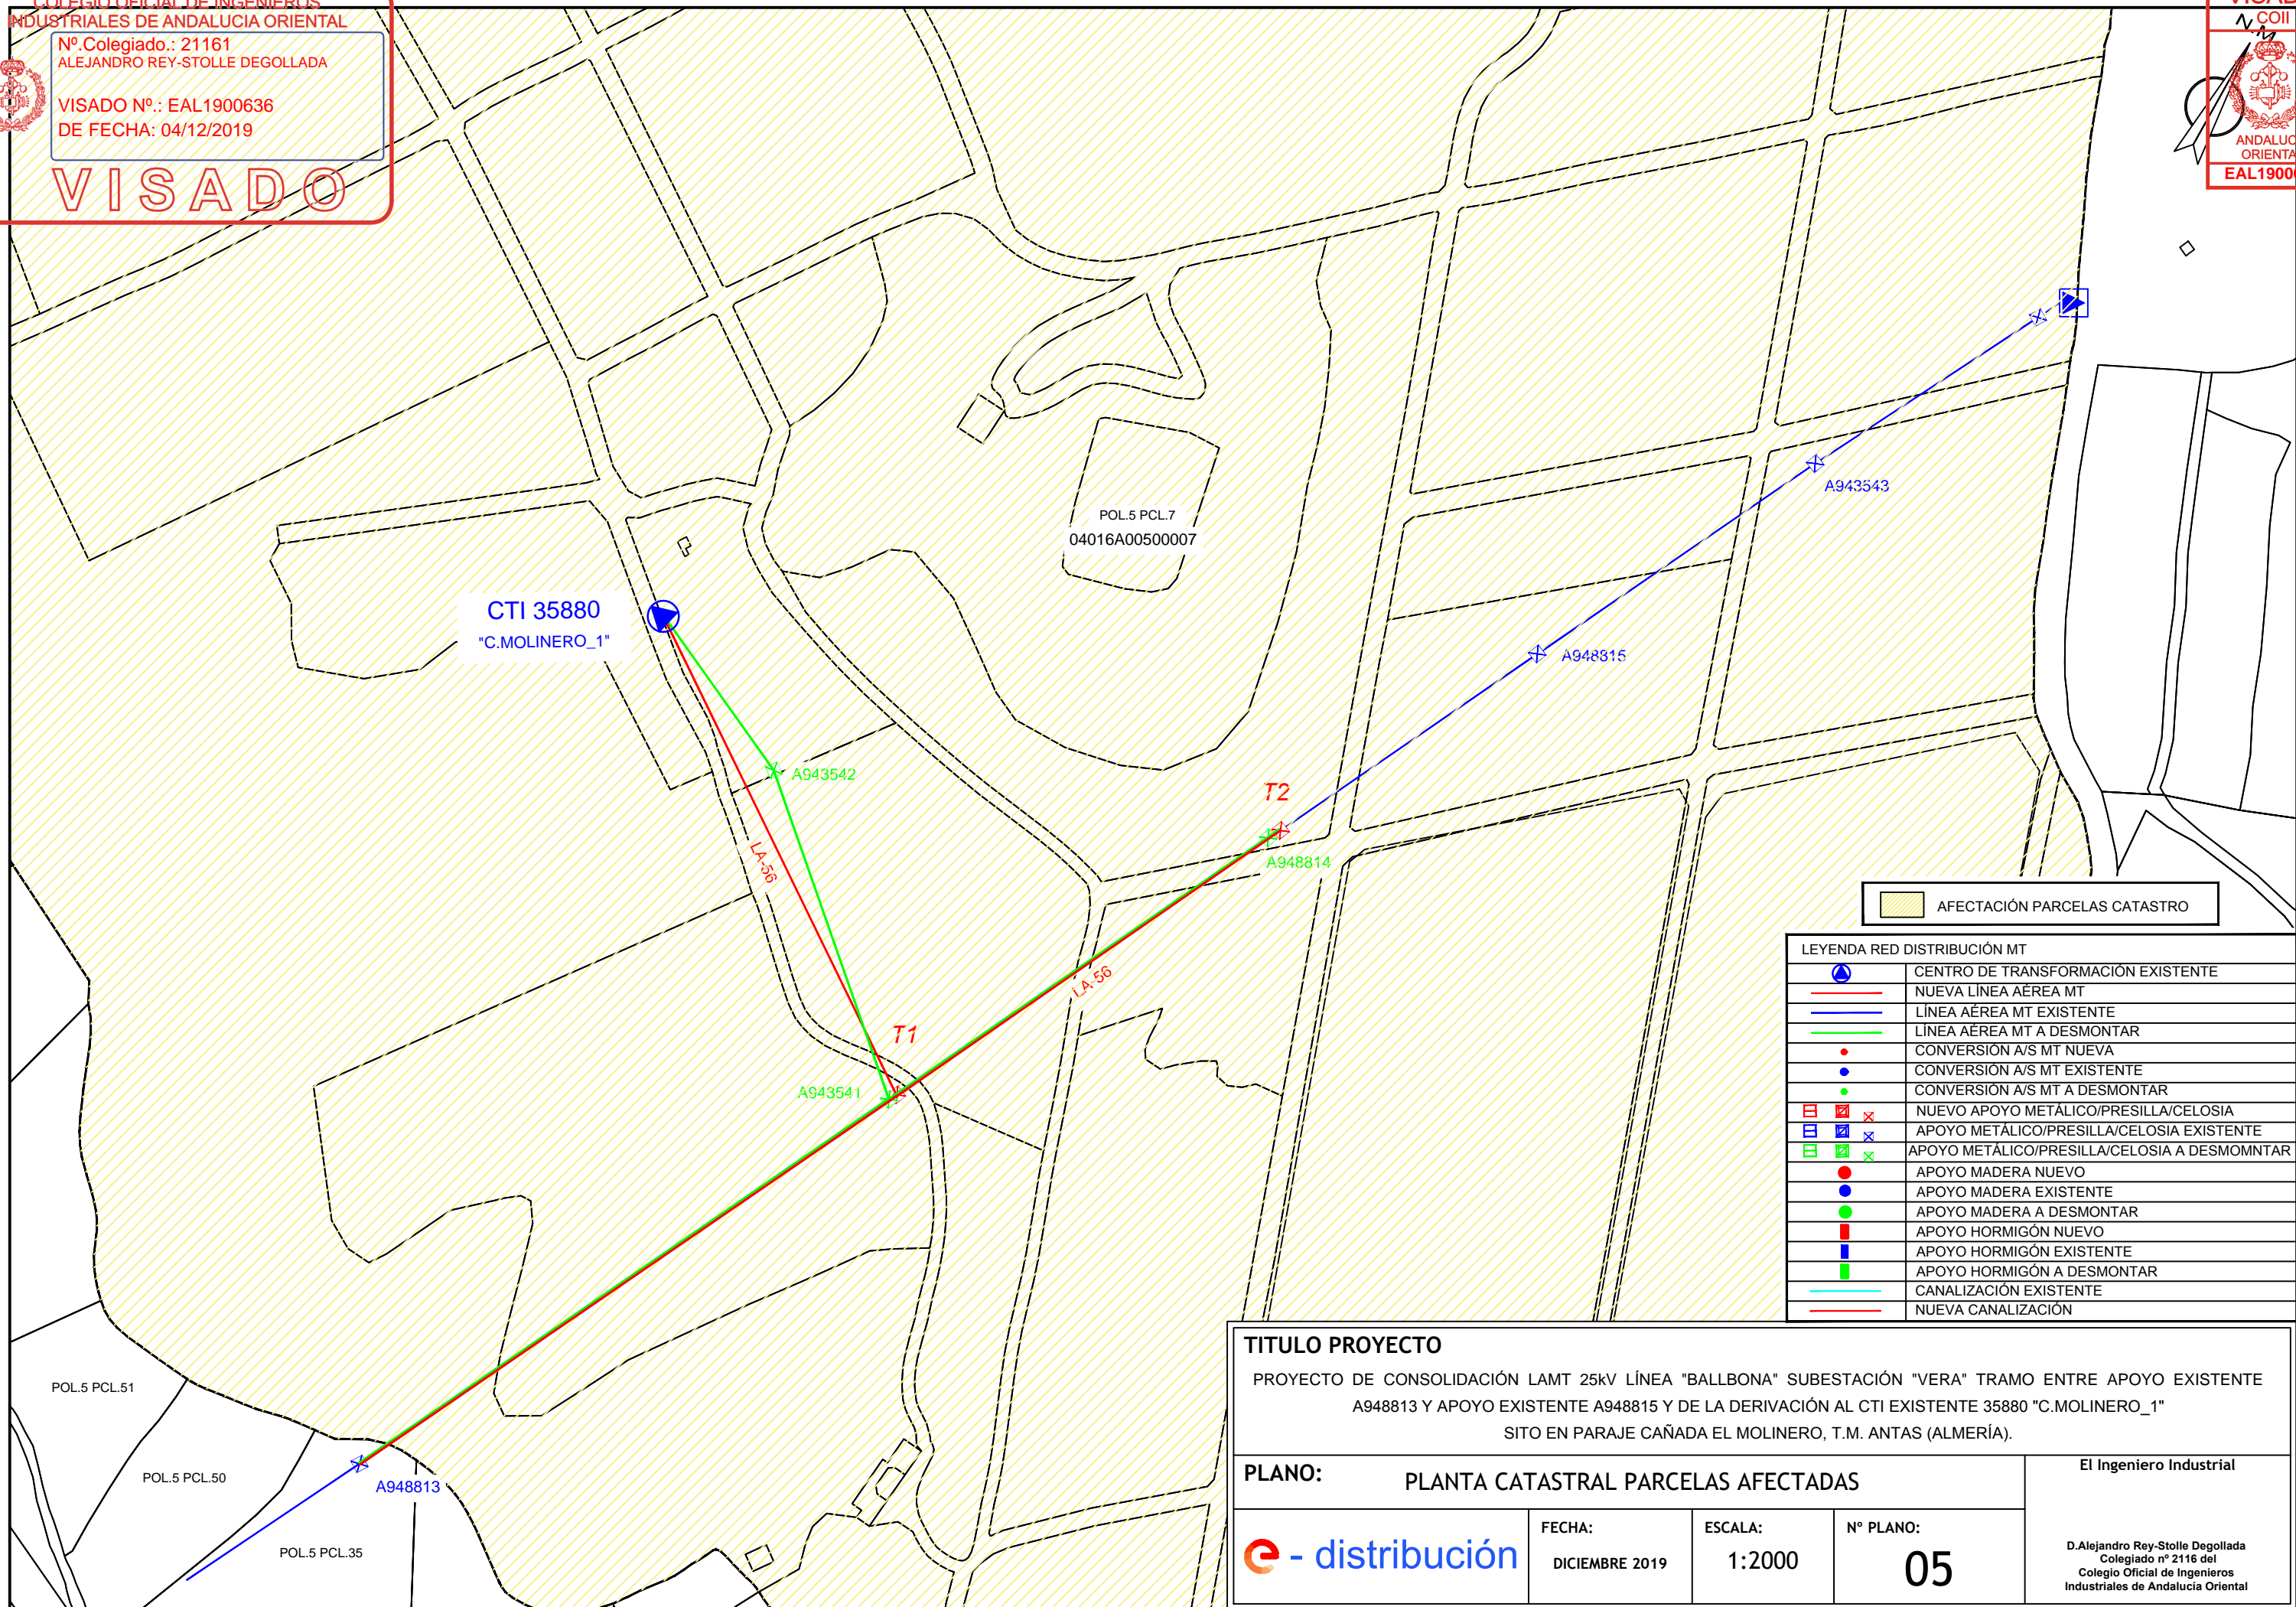 COLEGIO OFICIAL DE INGENIEROS
INDUSTRIALES DE ANDALUCIA ORIENTAL
Nº.Colegiado.: 21161
ALEJANDRO REY-STOLLE DEGOLLADA
VISADO Nº.: EAL1900636
DE FECHA: 04/12/2019
VISADO
COII
ORIENTA
EAL1900
POL.5 PCL.7
04016A00500007
A943543
CTI 35880
"C.MOLINERO_1"
A948815
A943542
T2
A948814
LA-56
LA-56
T1
A943541
A948813
POL.5 PCL.51
POL.5 PCL.50
POL.5 PCL.35
AFECTACIÓN PARCELAS CATASTRO
LEYENDA RED DISTRIBUCIÓN MT
CENTRO DE TRANSFORMACIÓN EXISTENTE
NUEVA LÍNEA AÉREA MT
LÍNEA AÉREA MT EXISTENTE
LÍNEA AÉREA MT A DESMONTAR
CONVERSIÓN A/S MT NUEVA
CONVERSIÓN A/S MT EXISTENTE
CONVERSIÓN A/S MT A DESMONTAR
NUEVO APOYO METÁLICO/PRESILLA/CELOSIA
APOYO METÁLICO/PRESILLA/CELOSIA EXISTENTE
APOYO METÁLICO/PRESILLA/CELOSIA A DESMOMNTAR
APOYO MADERA NUEVO
APOYO MADERA EXISTENTE
APOYO MADERA A DESMONTAR
APOYO HORMIGÓN NUEVO
APOYO HORMIGÓN EXISTENTE
APOYO HORMIGÓN A DESMONTAR
CANALIZACIÓN EXISTENTE
NUEVA CANALIZACIÓN
TITULO PROYECTO
PROYECTO DE CONSOLIDACIÓN LAMT 25kV LÍNEA "BALLBONA" SUBESTACIÓN "VERA" TRAMO ENTRE APOYO EXISTENTE
A948813 Y APOYO EXISTENTE A948815 Y DE LA DERIVACIÓN AL CTI EXISTENTE 35880 "C.MOLINERO_1"
SITO EN PARAJE CAÑADA EL MOLINERO, T.M. ANTAS (ALMERÍA).
PLANO:
PLANTA CATASTRAL PARCELAS AFECTADAS
El Ingeniero Industrial
e - distribución
FECHA:
DICIEMBRE 2019
ESCALA:
1:2000
Nº PLANO:
05
D.Alejandro Rey-Stolle Degollada
Colegiado nº 2116 del
Colegio Oficial de Ingenieros
Industriales de Andalucía Oriental